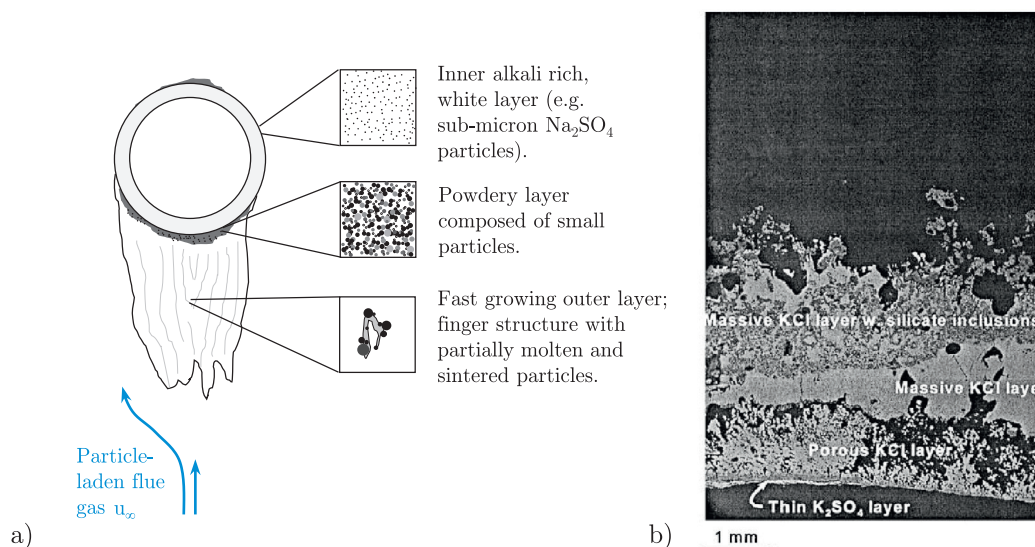 Inner alkali rich,
white layer (e.g.
sub-micron Na₂SO₄
particles).
Powdery layer
composed of small
particles.
Fast growing outer layer;
finger structure with
partially molten and
sintered particles.
Particle-
laden flue
gas u∞
a)
Massive KCl layer w. silicate inclusions
Massive KCl laye
Porous KCl layer
Thin K₂SO₄ layer
b)
1 mm